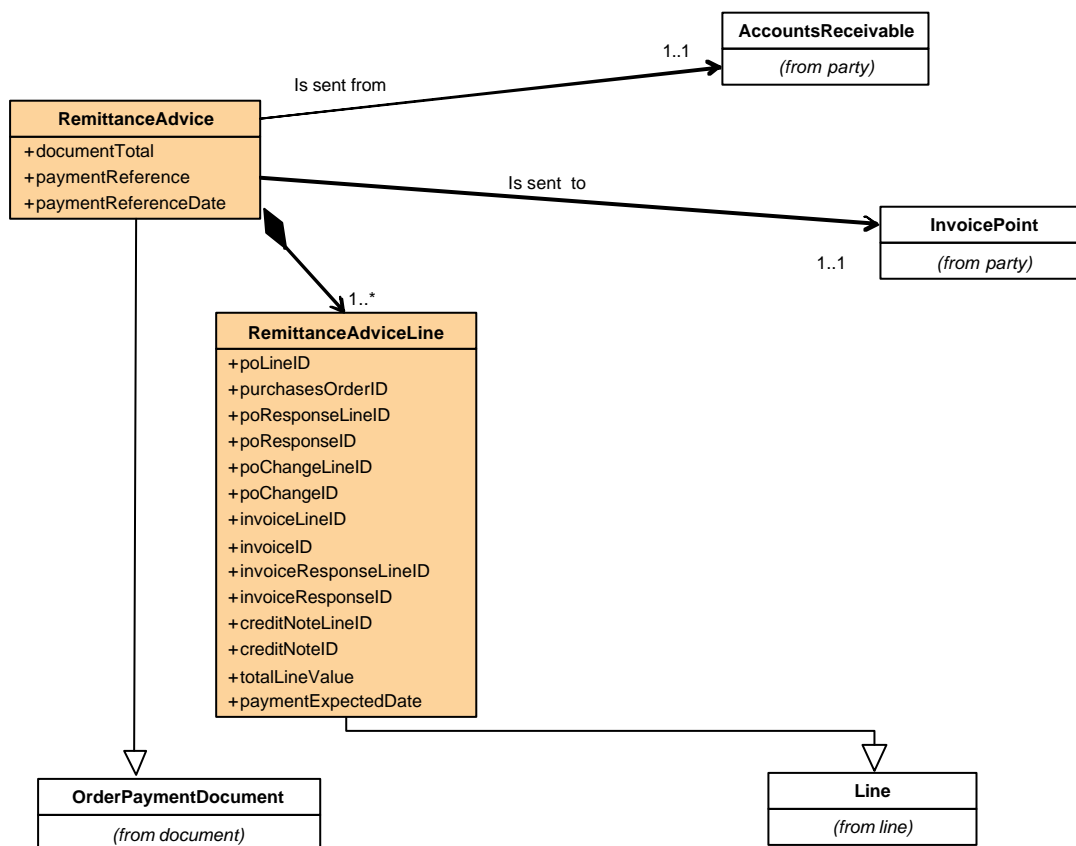 AccountsReceivable
(from party)
1..1
Is sent from
RemittanceAdvice
+documentTotal
+paymentReference
+paymentReferenceDate
Is sent  to
InvoicePoint
(from party)
1..1
1..*
RemittanceAdviceLine
+poLineID
+purchasesOrderID
+poResponseLineID
+poResponseID
+poChangeLineID
+poChangeID
+invoiceLineID
+invoiceID
+invoiceResponseLineID
+invoiceResponseID
+creditNoteLineID
+creditNoteID
+totalLineValue
+paymentExpectedDate
OrderPaymentDocument
(from document)
Line
(from line)